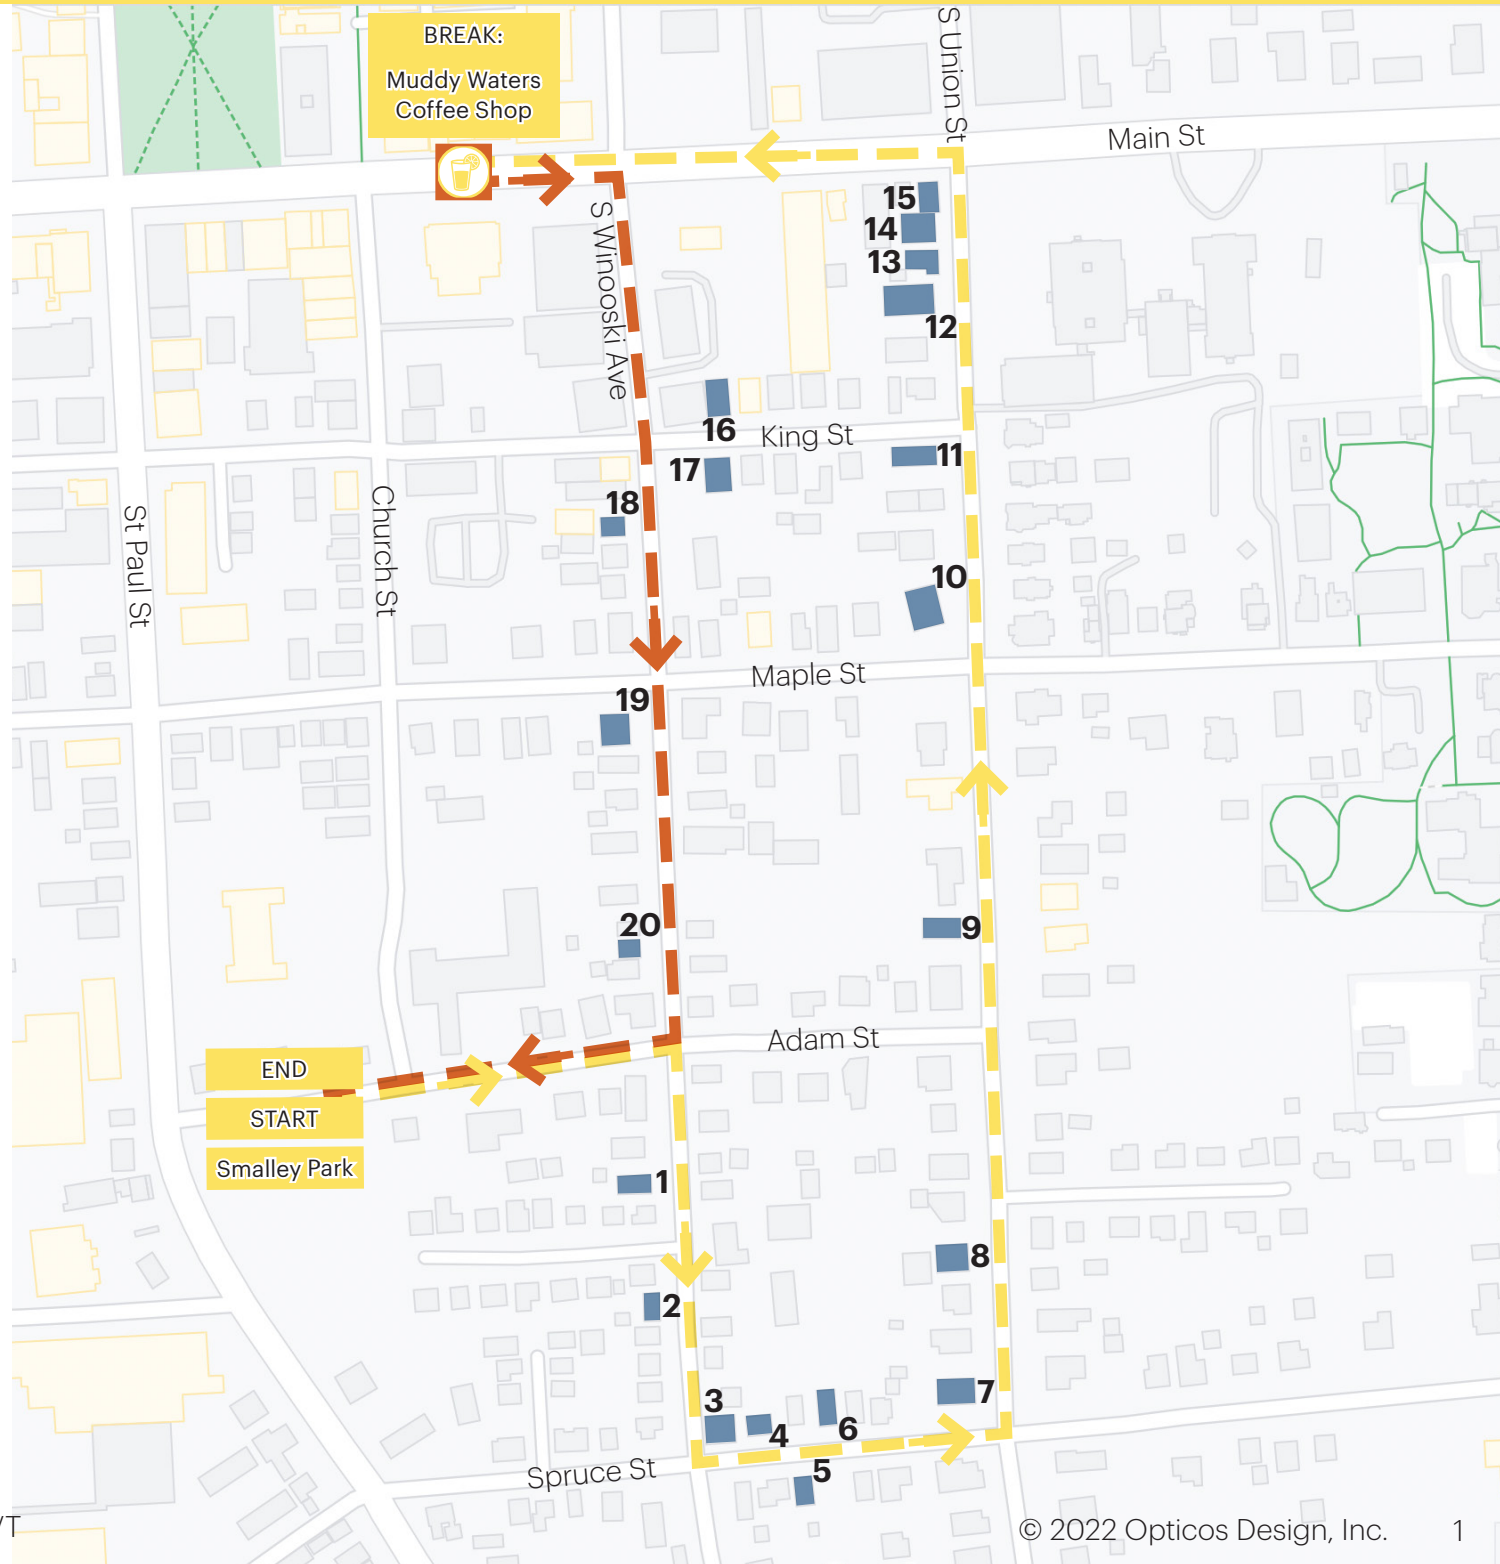 BREAK:
Muddy Waters
Coffee Shop
S Union St
Main St
15
14
13
12
S Winooski Ave
16
King St
11
17
18
St Paul St
Church St
10
Maple St
19
20
9
Adam St
END
START
Smalley Park
1
8
2
7
3
4
6
5
Spruce St
/T
© 2022 Opticos Design, Inc.
1